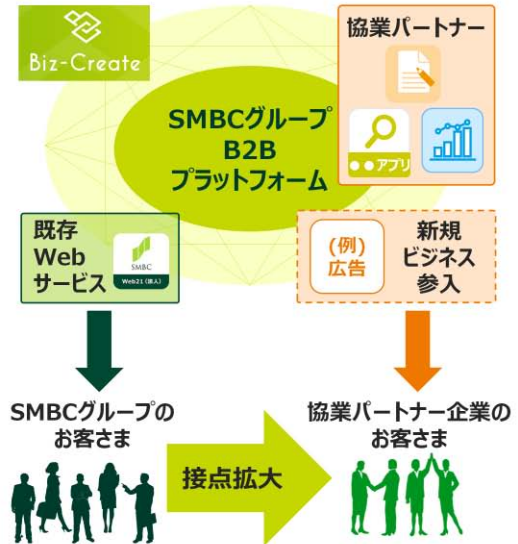 Biz-Create
協業パートナー
●●アプリ
SMBCグループ
B2B
プラットフォーム
既存
Web
サービス
SMBC
Web21（法人）
(例)
広告
新規
ビジネス
参入
SMBCグループの
お客さま
接点拡大
協業パートナー企業の
お客さま